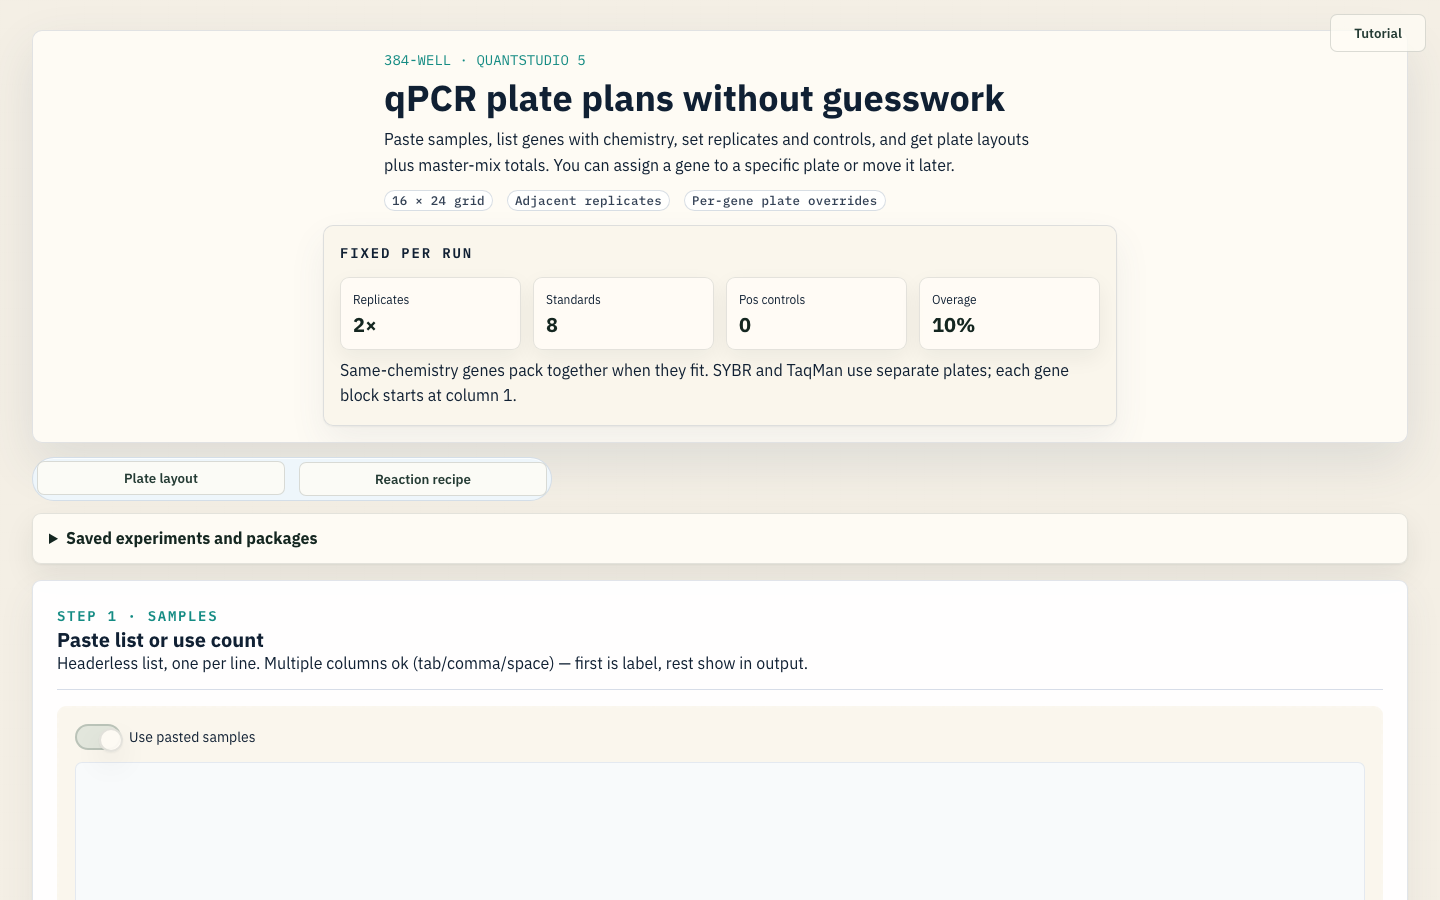 Tutorial
384-WELL · QUANTSTUDIO 5
qPCR plate plans without guesswork
Paste samples, list genes with chemistry, set replicates and controls, and get plate layouts
plus master-mix totals. You can assign a gene to a specific plate or move it later.
16 × 24 grid
Adjacent replicates
Per-gene plate overrides
FIXED PER RUN
Replicates
2×
Standards
8
Pos controls
0
Overage
10%
Same-chemistry genes pack together when they fit. SYBR and TaqMan use separate plates; each gene
block starts at column 1.
Plate layout
Reaction recipe
Saved experiments and packages
STEP 1 · SAMPLES
Paste list or use count
Headerless list, one per line. Multiple columns ok (tab/comma/space) — first is label, rest show in output.
Use pasted samples